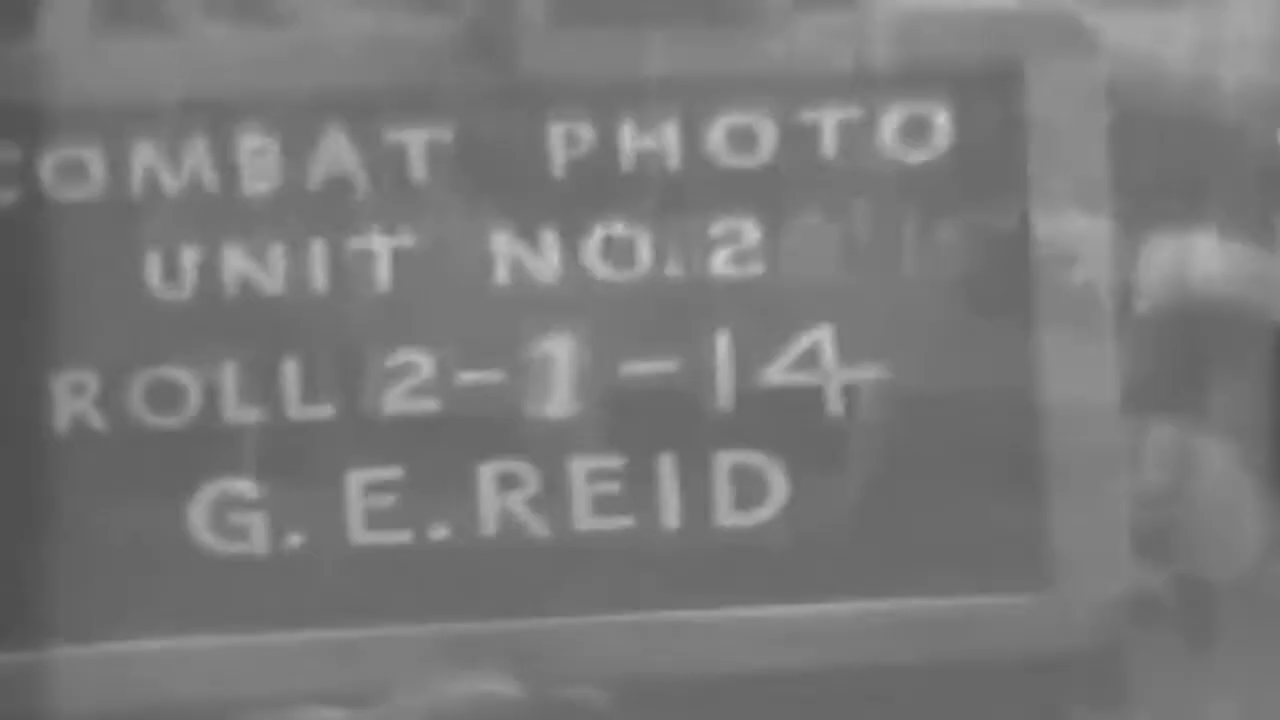 COMBAT PHOTO
UNIT NO.2
ROLL 2-1-14
G. E. REID